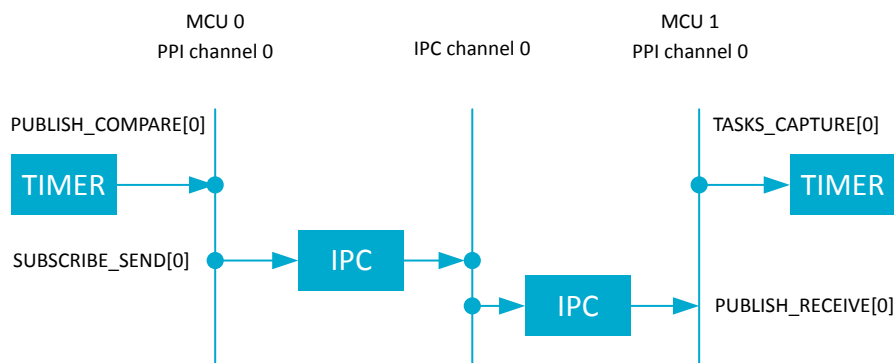 MCU 0
PPI channel 0
IPC channel 0
MCU 1
PPI channel 0
PUBLISH_COMPARE[0]
TASKS_CAPTURE[0]
TIMER
TIMER
SUBSCRIBE_SEND[0]
IPC
IPC
PUBLISH_RECEIVE[0]